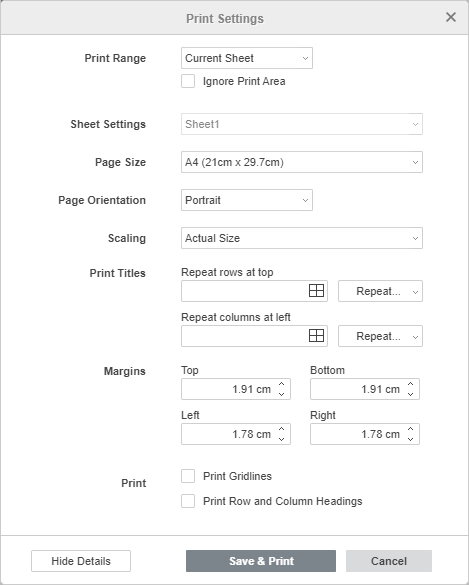 Print Settings
Print Range Current Sheet
Ignore Print Area
Sheet Settings Sheet1
Page Size A4 (21cm x 29.7cm)
Page Orientation Portrait
Scaling Actual Size
Print Titles Repeat rows at top
Repeat...
Repeat columns at left
Repeat...
Margins Top Bottom
1.91 cm 1.91 cm
Left Right
1.78 cm 1.78 cm
Print Print Gridlines
Print Row and Column Headings
Hide Details Save & Print Cancel